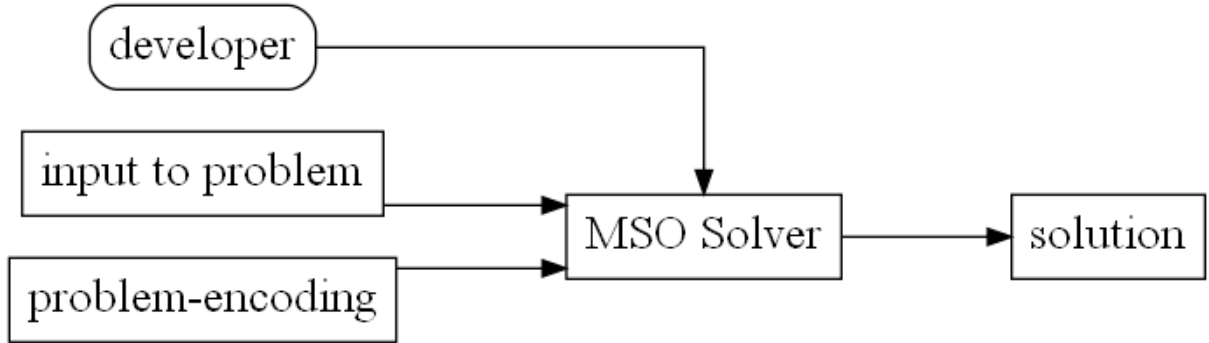 developer
input to problem
MSO Solver
solution
problem-encoding